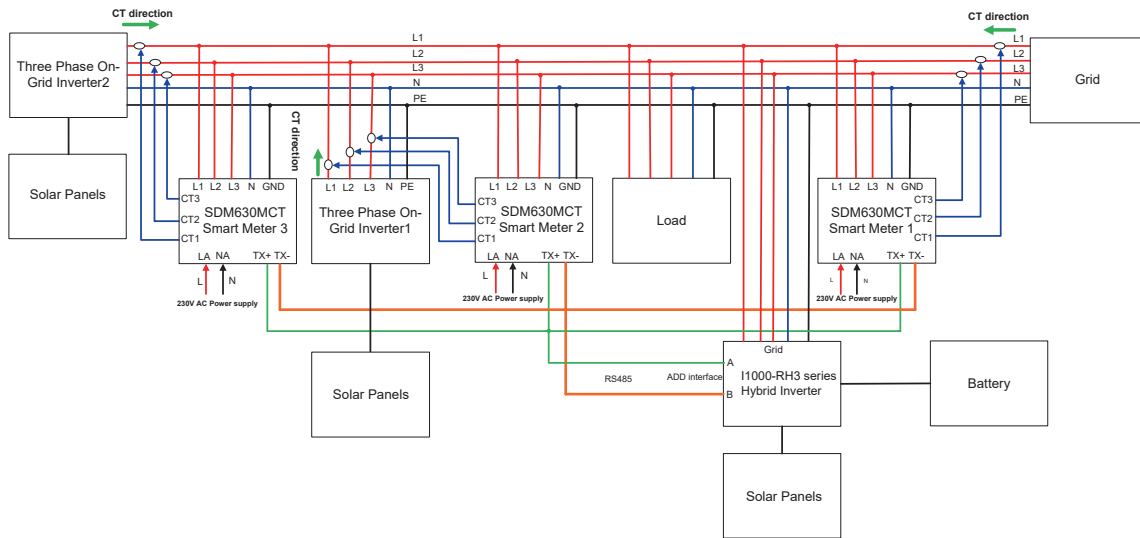 CT direction
CT direction
L1
L2
L3
N
PE
L1
L2
L3
N
PE
Three Phase On-
Grid Inverter2
Grid
Solar Panels
CT direction
L1 L2 L3 N GND
CT3
CT2
CT1
SDM630MCT
Smart Meter 3
LA NA TX+ TX-
L N
230V AC Power supply
L1 L2 L3 N PE
Three Phase On-
Grid Inverter1
Solar Panels
L1 L2 L3 N GND
CT3
CT2
CT1
SDM630MCT
Smart Meter 2
LA NA TX+ TX-
L N
230V AC Power supply
Load
L1 L2 L3 N GND
CT3
CT2
CT1
SDM630MCT
Smart Meter 1
LA NA TX+ TX-
L N
230V AC Power supply
Grid
A
B
RS485
ADD interface
I1000-RH3 series
Hybrid Inverter
Battery
Solar Panels